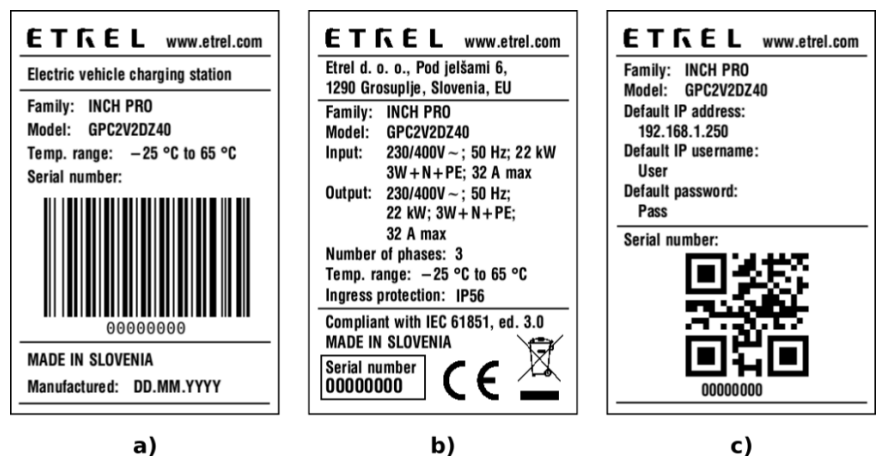 ETREL www.etrel.com
Electric vehicle charging station
Family: INCH PRO
Model: GPC2V2DZ40
Temp. range: −25 °C to 65 °C
Serial number:
00000000
MADE IN SLOVENIA
Manufactured: DD.MM.YYYY
a)
ETREL www.etrel.com
Etrel d. o. o., Pod jelšami 6,
1290 Grosuplje, Slovenia, EU
Family: INCH PRO
Model: GPC2V2DZ40
Input: 230/400V ~; 50 Hz; 22 kW
3W+N+PE; 32 A max
Output: 230/400V ~; 50 Hz;
22 kW; 3W+N+PE;
32 A max
Number of phases: 3
Temp. range: −25 °C to 65 °C
Ingress protection: IP56
Compliant with IEC 61851, ed. 3.0
MADE IN SLOVENIA
Serial number
00000000
CE
b)
ETREL www.etrel.com
Family: INCH PRO
Model: GPC2V2DZ40
Default IP address:
192.168.1.250
Default IP username:
User
Default password:
Pass
Serial number:
00000000
c)